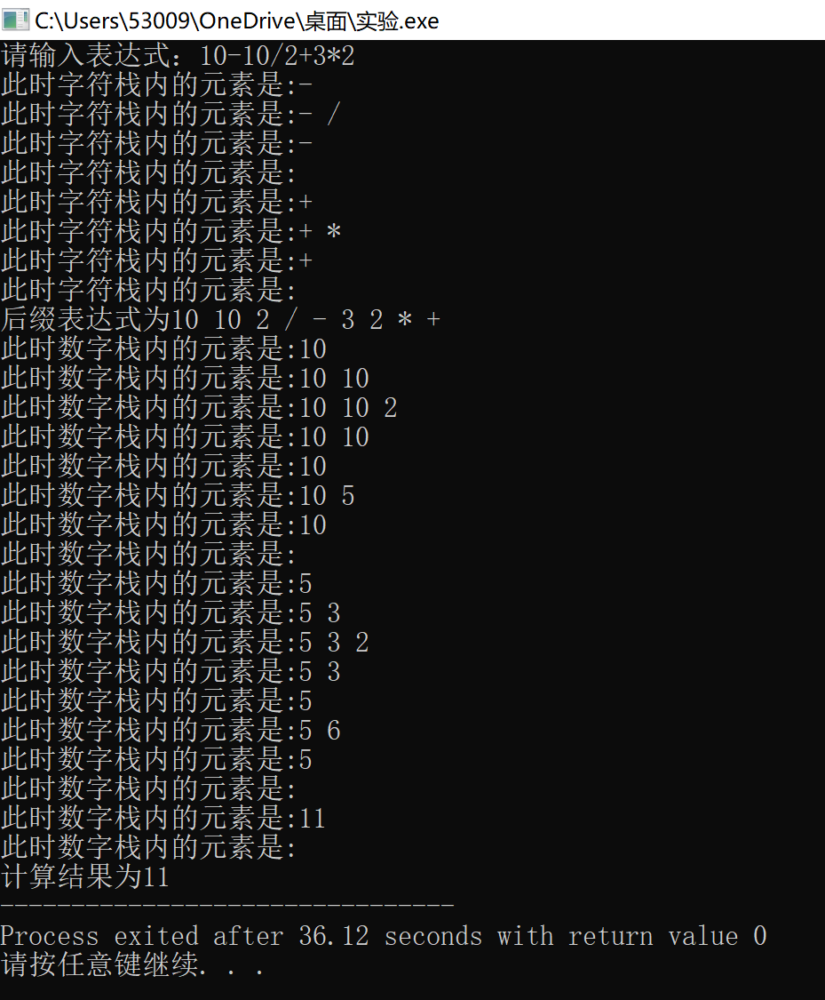 C:\Users\53009\OneDrive\桌面\实验.exe
请输入表达式：10-10/2+3*2
此时字符栈内的元素是:-
此时字符栈内的元素是:- /
此时字符栈内的元素是:-
此时字符栈内的元素是:
此时字符栈内的元素是:+
此时字符栈内的元素是:+ *
此时字符栈内的元素是:+
此时字符栈内的元素是:
后缀表达式为10 10 2 / - 3 2 * +
此时数字栈内的元素是:10
此时数字栈内的元素是:10 10
此时数字栈内的元素是:10 10 2
此时数字栈内的元素是:10 10
此时数字栈内的元素是:10
此时数字栈内的元素是:10 5
此时数字栈内的元素是:10
此时数字栈内的元素是:
此时数字栈内的元素是:5
此时数字栈内的元素是:5 3
此时数字栈内的元素是:5 3 2
此时数字栈内的元素是:5 3
此时数字栈内的元素是:5
此时数字栈内的元素是:5 6
此时数字栈内的元素是:5
此时数字栈内的元素是:
此时数字栈内的元素是:11
此时数字栈内的元素是:
计算结果为11
--------------------------------
Process exited after 36.12 seconds with return value 0
请按任意键继续. . .